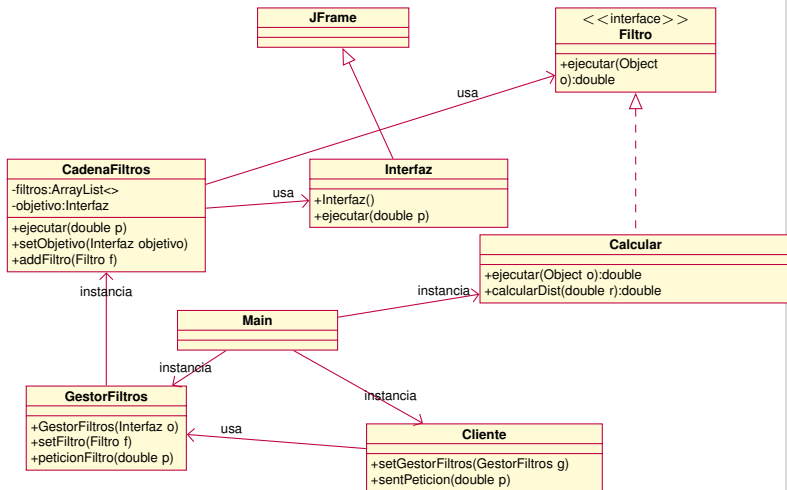 JFrame
<<interface>>
Filtro
+ejecutar(Object
o):double
usa
CadenaFiltros
-filtros:ArrayList<>
-objetivo:Interfaz
+ejecutar(double p)
+setObjetivo(Interfaz objetivo)
+addFiltro(Filtro f)
usa
Interfaz
+Interfaz()
+ejecutar(double p)
Calcular
+ejecutar(Object o):double
+calcularDist(double r):double
instancia
instancia
Main
instancia
instancia
GestorFiltros
+GestorFiltros(Interfaz o)
+setFiltro(Filtro f)
+peticionFiltro(double p)
usa
Cliente
+setGestorFiltros(GestorFiltros g)
+sentPeticion(double p)